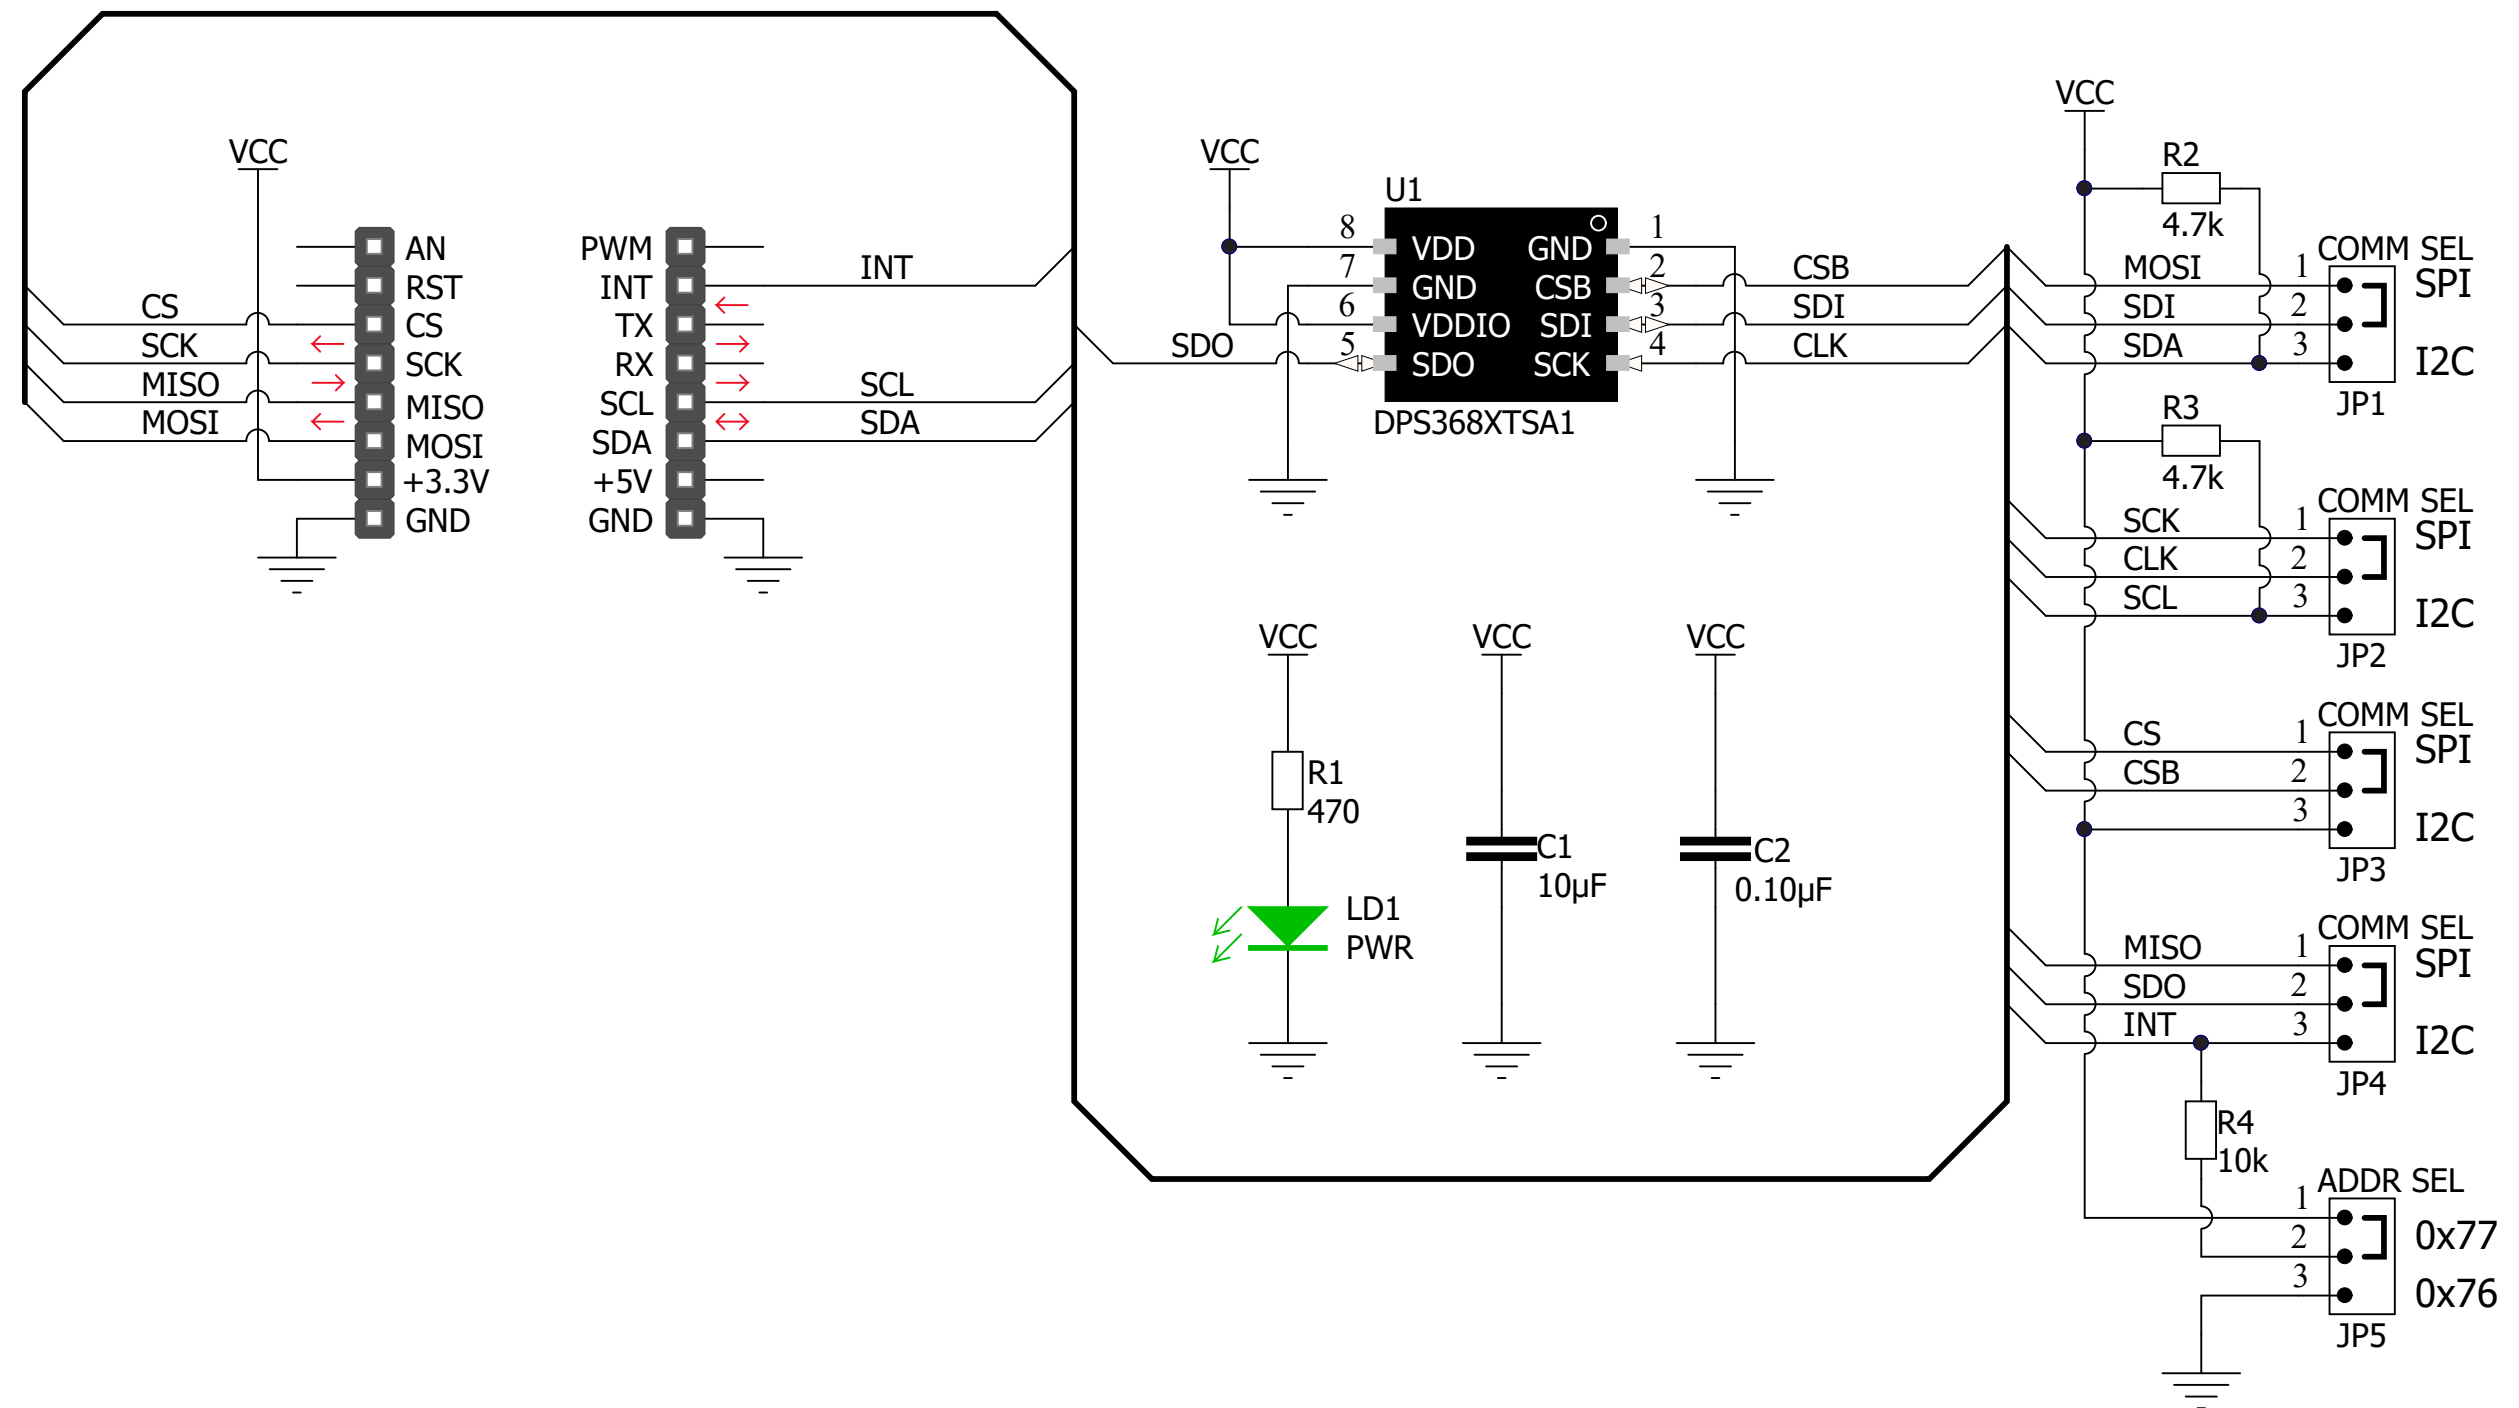 VCC
AN
RST
CS
CS
SCK
SCK
MISO
MISO
MOSI
MOSI
+3.3V
GND
PWM
INT
INT
TX
RX
SCL
SCL
SDA
SDA
+5V
GND
VCC
U1
8 VDD GND 1
7 GND CSB 2 CSB
6 VDDIO SDI 3 SDI
SDO 5 SDO SCK 4 CLK
DPS368XTSA1
VCC
R1
470
LD1
PWR
VCC
C1
10µF
VCC
C2
0.10µF
VCC
R2
4.7k
COMM SEL
MOSI 1 SPI
SDI 2
SDA 3 I2C
JP1
R3
4.7k
COMM SEL
SCK 1 SPI
CLK 2
SCL 3 I2C
JP2
COMM SEL
CS 1 SPI
CSB 2
3 I2C
JP3
COMM SEL
MISO 1 SPI
SDO 2
INT 3 I2C
JP4
R4
10k
ADDR SEL
1
0x77
2
3
0x76
JP5